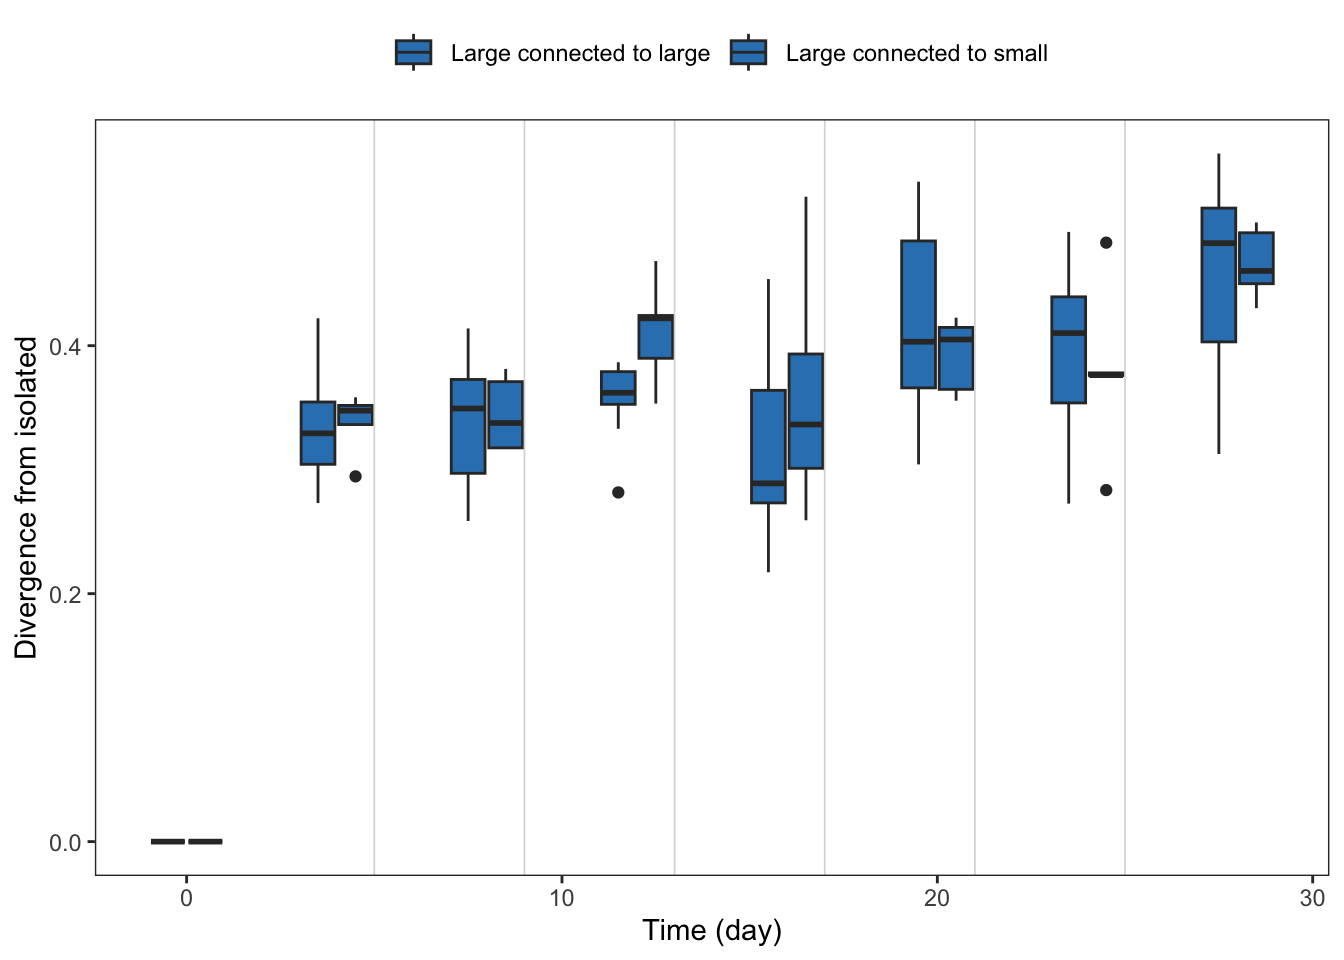 Large connected to large Large connected to small
Divergence from isolated
0.4
0.2
0.0
0 10 20 30
Time (day)